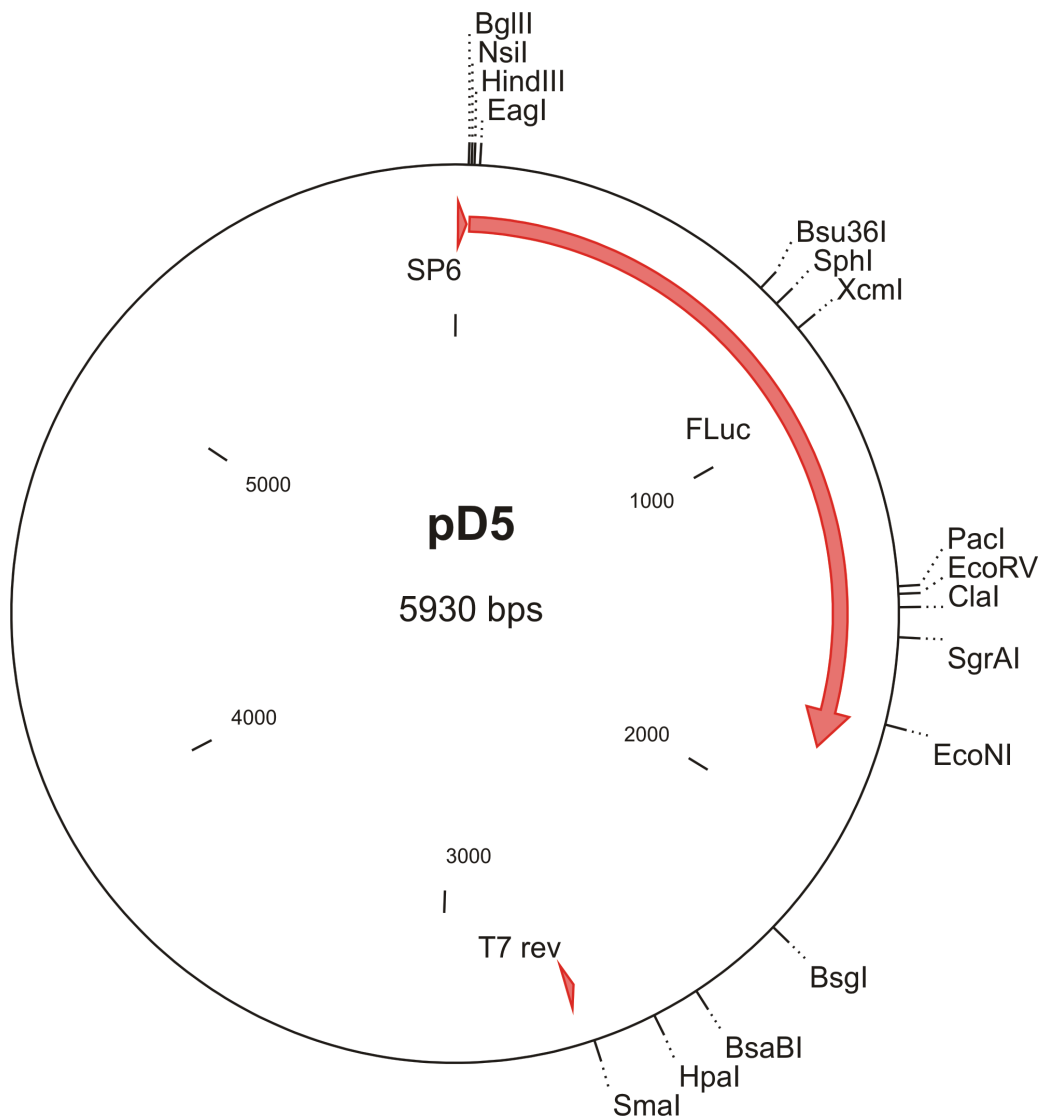 BglII
NsiI
HindIII
EagI
Bsu36I
SphI
XcmI
SP6
FLuc
5000
1000
pD5
5930 bps
PacI
EcoRV
ClaI
SgrAI
EcoNI
4000
2000
3000
T7 rev
BsgI
BsaBI
HpaI
SmaI